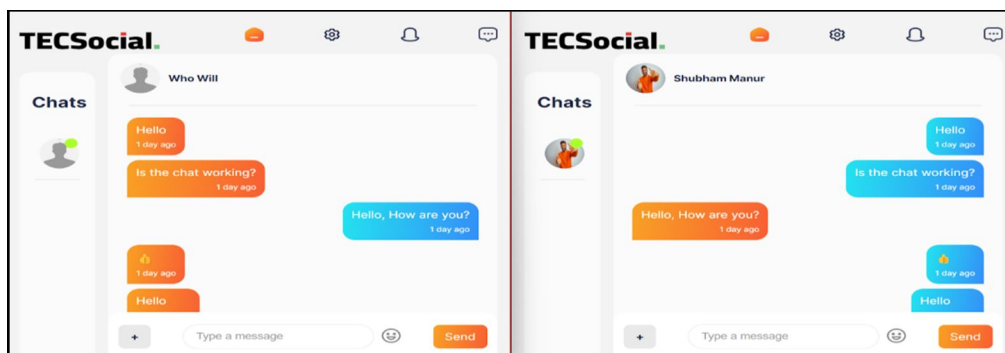 TECSocial.
Chats
Who Will
Hello
1 day ago
Is the chat working?
1 day ago
Hello, How are you?
1 day ago
👍
1 day ago
Hello
+
Type a message
Send
TECSocial.
Chats
Shubham Manur
Hello
1 day ago
Is the chat working?
1 day ago
Hello, How are you?
1 day ago
👍
1 day ago
Hello
+
Type a message
Send